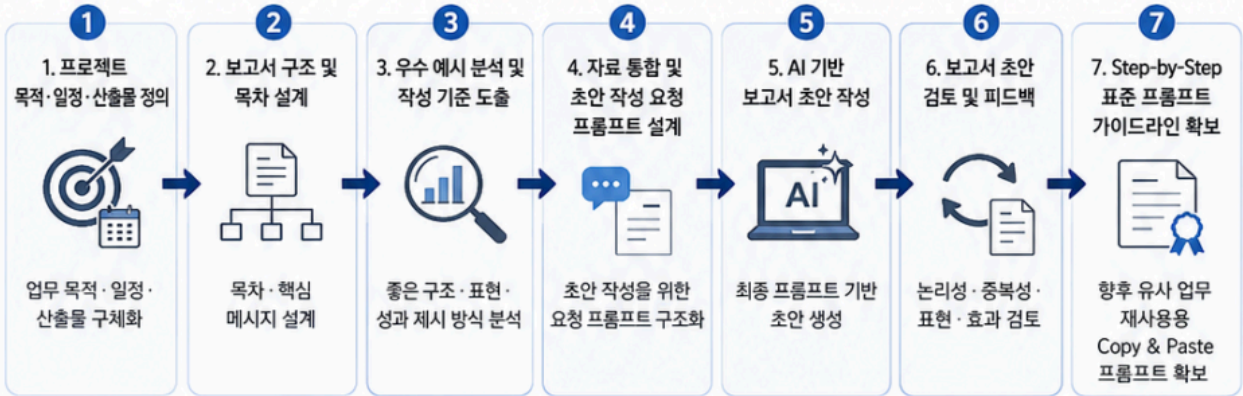 1
1. 프로젝트
목적·일정·산출물 정의
업무 목적·일정·
산출물 구체화
2
2. 보고서 구조 및
목차 설계
목차·핵심
메시지 설계
3
3. 우수 예시 분석 및
작성 기준 도출
좋은 구조·표현·
성과 제시 방식 분석
4
4. 자료 통합 및
초안 작성 요청
프롬프트 설계
초안 작성을 위한
요청 프롬프트 구조화
5
5. AI 기반
보고서 초안 작성
AI
최종 프롬프트 기반
초안 생성
6
6. 보고서 초안
검토 및 피드백
논리성·중복성·
표현·효과 검토
7
7. Step-by-Step
표준 프롬프트
가이드라인 확보
향후 유사 업무
재사용용
Copy & Paste
프롬프트 확보